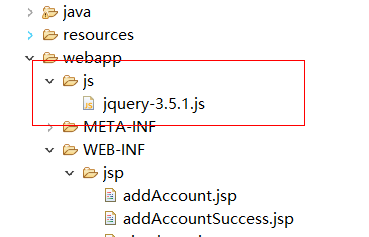 java
resources
webapp
js
jquery-3.5.1.js
META-INF
WEB-INF
jsp
addAccount.jsp
addAccountSuccess.jsp